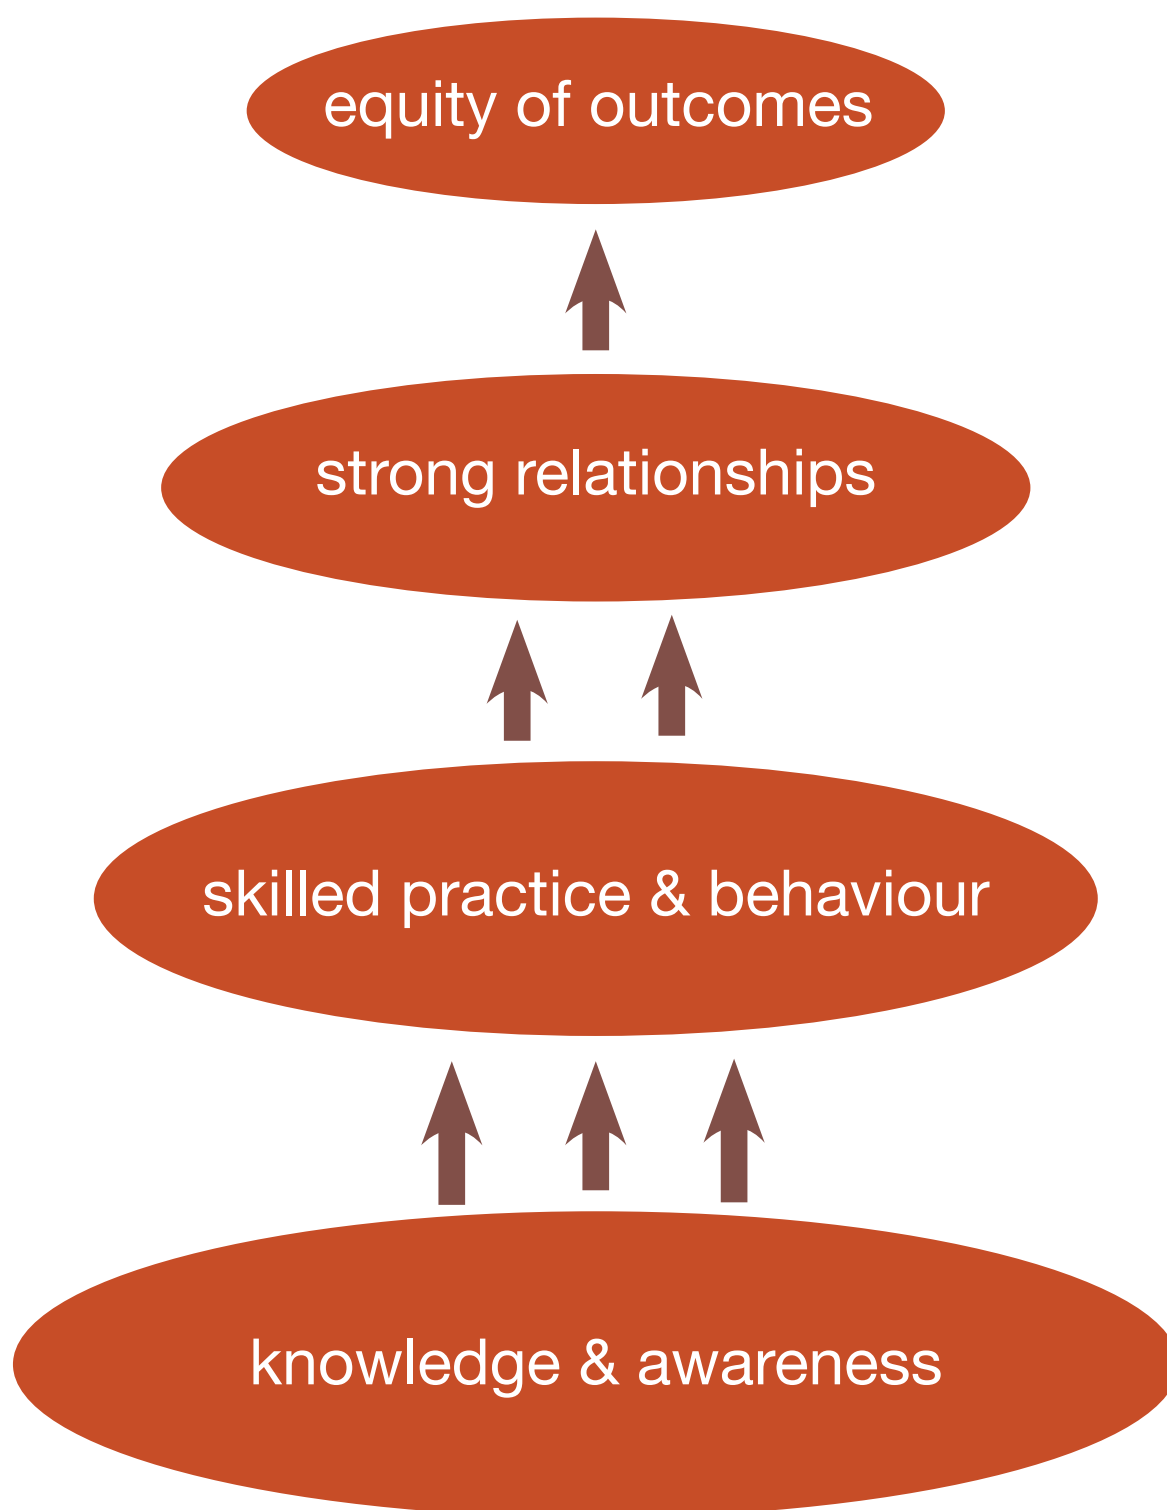 equity of outcomes
strong relationships
skilled practice & behaviour
knowledge & awareness